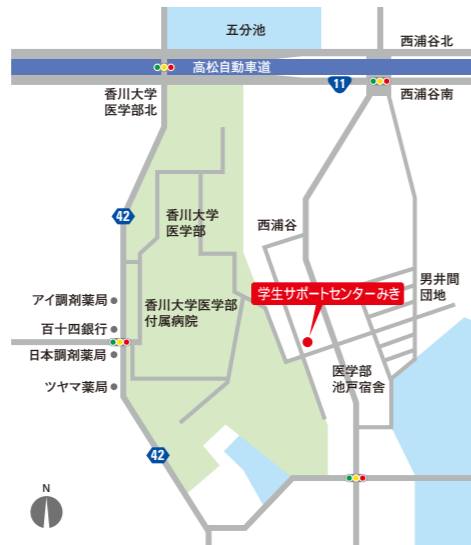 五分池
西浦谷北
高松自動車道
香川大学
医学部北
11
西浦谷南
42
香川大学
医学部
西浦谷
男井間
団地
学生サポートセンターみき
アイ調剤薬局
香川大学医学部
付属病院
百十四銀行
日本調剤薬局
医学部
池戸宿舎
ツヤマ薬局
42
N